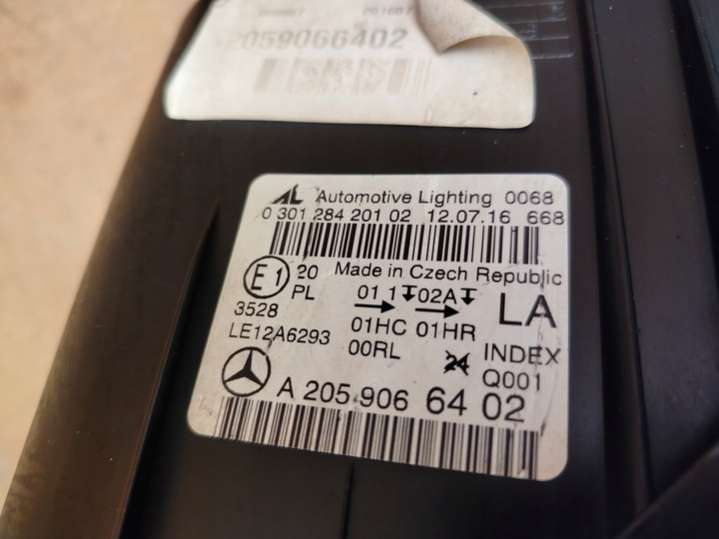 2059066402
AL Automotive Lighting 0068
0 301 284 201 02 12.07.16 668
Made in Czech Republic
E1 20 PL
01 1 02A
LA
3528
01HC 01HR
LE12A6293
00RL
24 INDEX
Q001
A 205 906 64 02